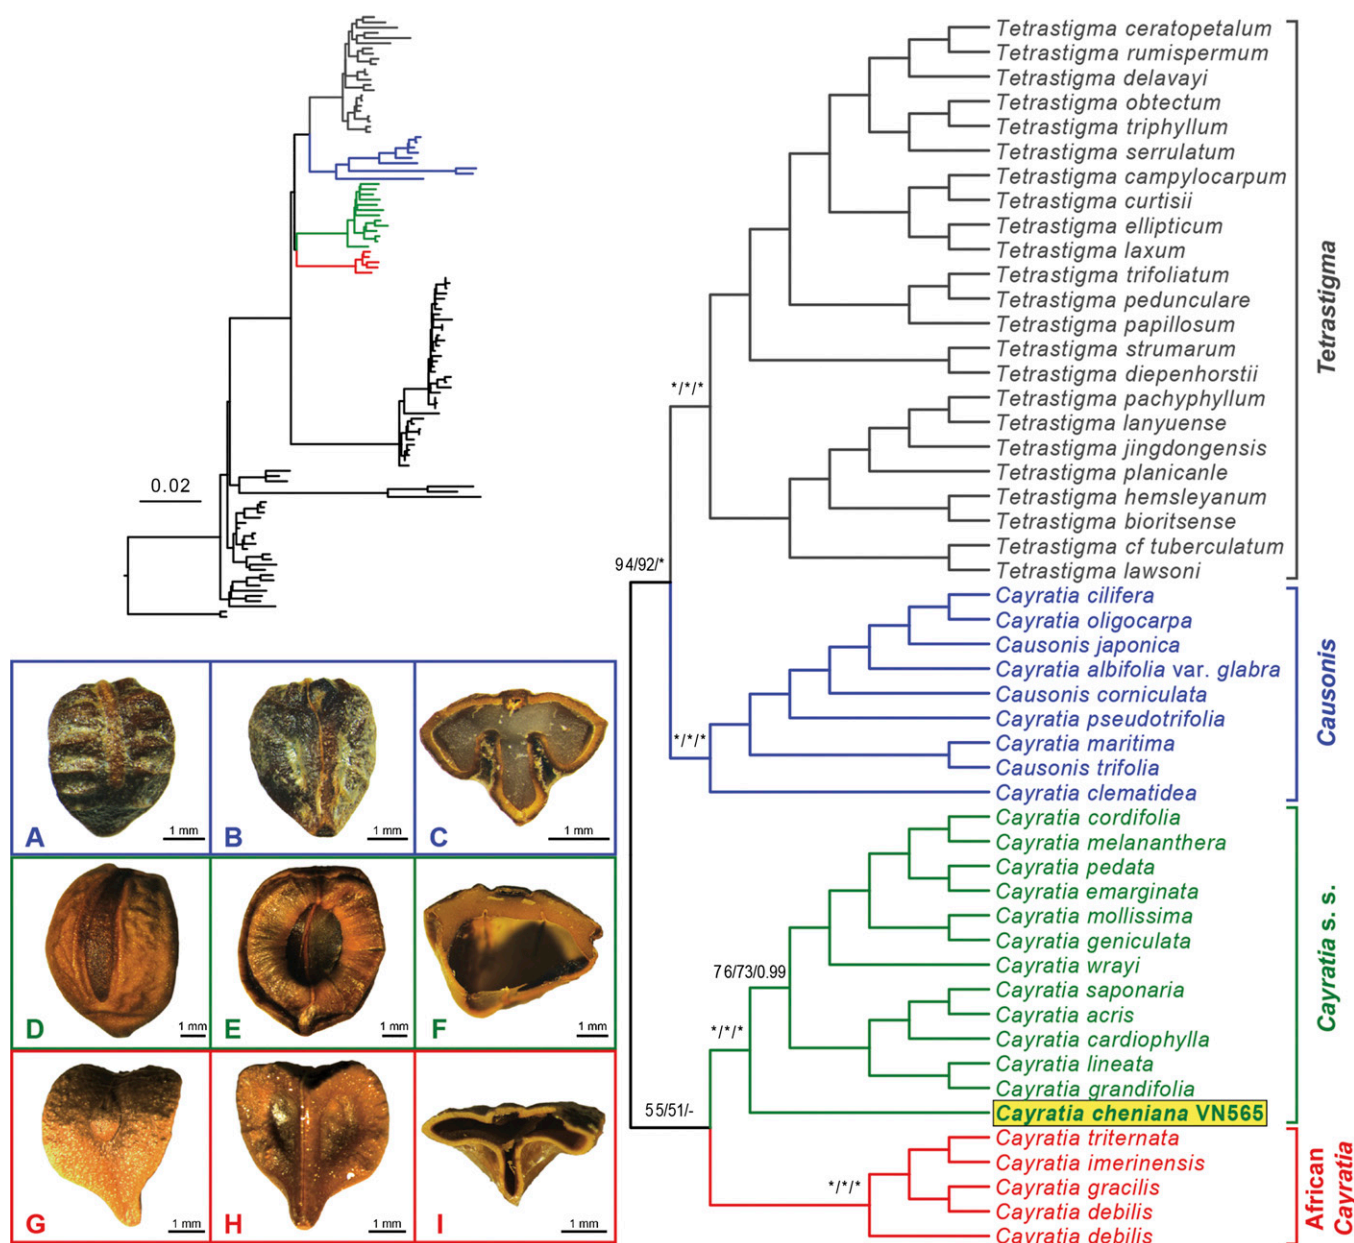 0.02
Tetrastigma ceratopetalum
Tetrastigma rumispermum
Tetrastigma delavayi
Tetrastigma obtectum
Tetrastigma triphyllum
Tetrastigma serrulatum
Tetrastigma campylocarpum
Tetrastigma curtisii
Tetrastigma ellipticum
Tetrastigma laxum
Tetrastigma trifoliatum
Tetrastigma pedunculare
Tetrastigma papillosum
Tetrastigma strumarum
Tetrastigma diepenhorstii
Tetrastigma pachyphyllum
Tetrastigma lanyuense
Tetrastigma jingdongensis
Tetrastigma planicanle
Tetrastigma hemsleyanum
Tetrastigma bioritsense
Tetrastigma cf tuberculatum
Tetrastigma lawsoni
Tetrastigma
*/*/*
94/92/*
Cayratia cilifera
Cayratia oligocarpa
Causonis japonica
Cayratia albifolia var. glabra
Causonis corniculata
Cayratia pseudotrifolia
Cayratia maritima
Causonis trifolia
Cayratia clematidea
Causonis
*/*/*
Cayratia cordifolia
Cayratia melananthera
Cayratia pedata
Cayratia emarginata
Cayratia mollissima
Cayratia geniculata
Cayratia wrayi
Cayratia saponaria
Cayratia acris
Cayratia cardiophylla
Cayratia lineata
Cayratia grandifolia
Cayratia cheniana VN565
Cayratia s. s.
76/73/0.99
*/*/*
55/51/-
Cayratia triternata
Cayratia imerinensis
Cayratia gracilis
Cayratia debilis
Cayratia debilis
African
Cayratia
*/*/*
A 1 mm
B 1 mm
C 1 mm
D 1 mm
E 1 mm
F 1 mm
G 1 mm
H 1 mm
I 1 mm